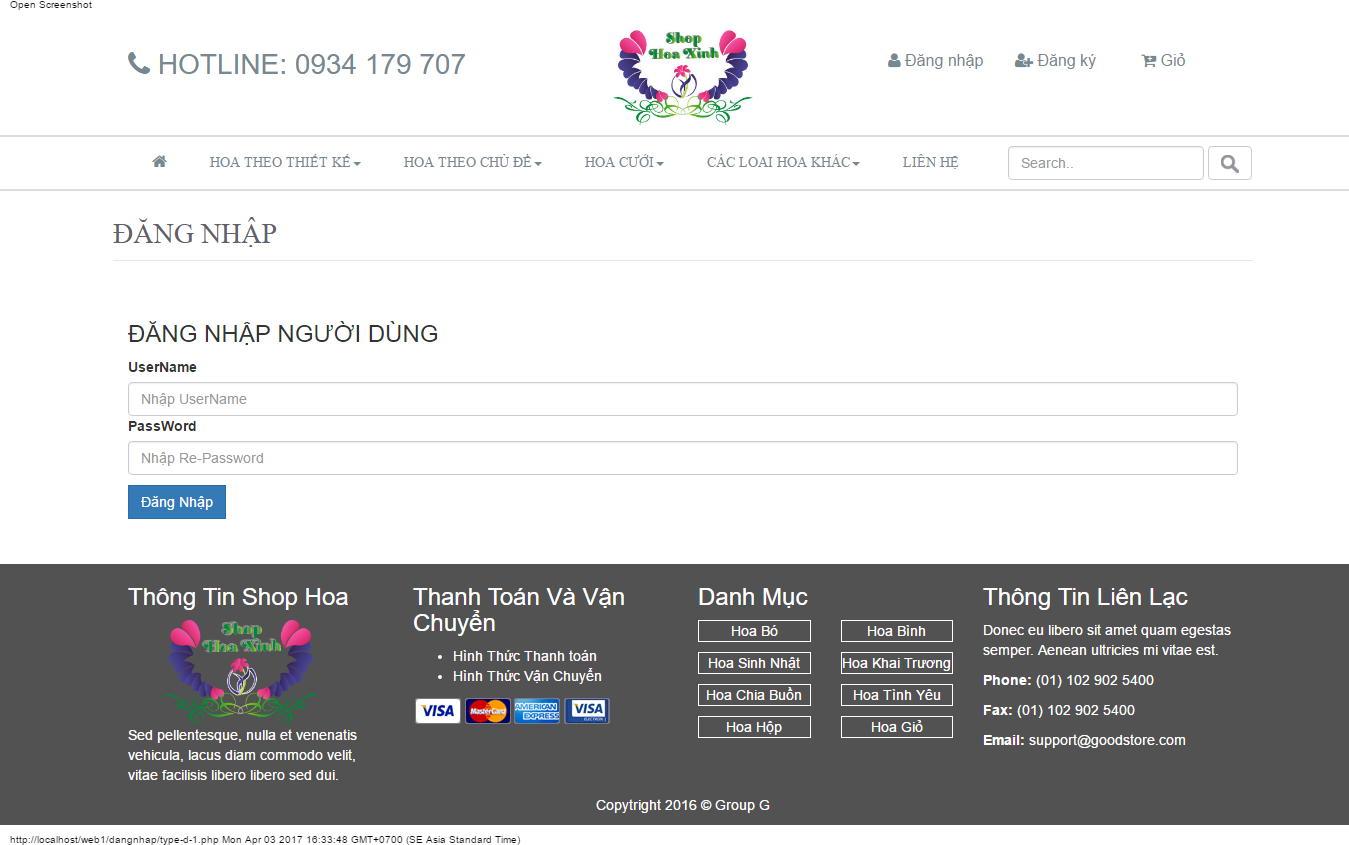 Open Screenshot
HOTLINE: 0934 179 707
Shop
Hoa Xinh
Đăng nhập
Đăng ký
Giỏ
HOA THEO THIẾT KẾ
HOA THEO CHỦ ĐỀ
HOA CƯỚI
CÁC LOẠI HOA KHÁC
LIÊN HỆ
Search..
ĐĂNG NHẬP
ĐĂNG NHẬP NGƯỜI DÙNG
UserName
Nhập UserName
PassWord
Nhập Re-Password
Đăng Nhập
Thông Tin Shop Hoa
Shop
Hoa Xinh
Sed pellentesque, nulla et venenatis
vehicula, lacus diam commodo velit,
vitae facilisis libero libero sed dui.
Thanh Toán Và Vận
Chuyển
Hình Thức Thanh toán
Hình Thức Vận Chuyển
VISA
MasterCard
AMERICAN
EXPRESS
VISA
ELECTRON
Danh Mục
Hoa Bó
Hoa Bình
Hoa Sinh Nhật
Hoa Khai Trương
Hoa Chia Buồn
Hoa Tình Yêu
Hoa Hộp
Hoa Giỏ
Thông Tin Liên Lạc
Donec eu libero sit amet quam egestas
semper. Aenean ultricies mi vitae est.
Phone: (01) 102 902 5400
Fax: (01) 102 902 5400
Email: support@goodstore.com
Copytright 2016 © Group G
http://localhost/web1/dangnhap/type-d-1.php Mon Apr 03 2017 16:33:48 GMT+0700 (SE Asia Standard Time)